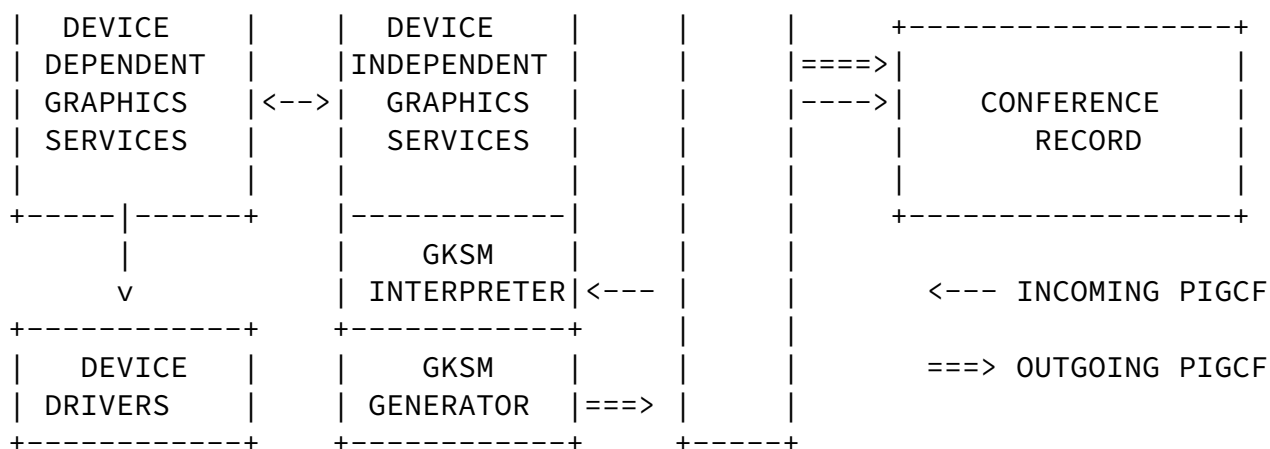 |   DEVICE     |    |   DEVICE     |     |     |     +-----------------+
|  DEPENDENT   |    |INDEPENDENT   |     |     |====>|                 |
|  GRAPHICS    |<-->|  GRAPHICS    |     |     |---->|    CONFERENCE   |
|  SERVICES    |    |  SERVICES    |     |     |     |      RECORD     |
|              |    |              |     |     |     |                 |
+-----|------+    |------------|     |     |     +-----------------+
      |           |    GKSM    |     |     |
      v           | INTERPRETER|<--- |     |       <--- INCOMING PIGCF
+------------+    +------------+     |     |
|   DEVICE   |    |    GKSM    |     |     |       ===> OUTGOING PIGCF
| DRIVERS    |    | GENERATOR  |===> |     |
+------------+    +------------+     +-----+